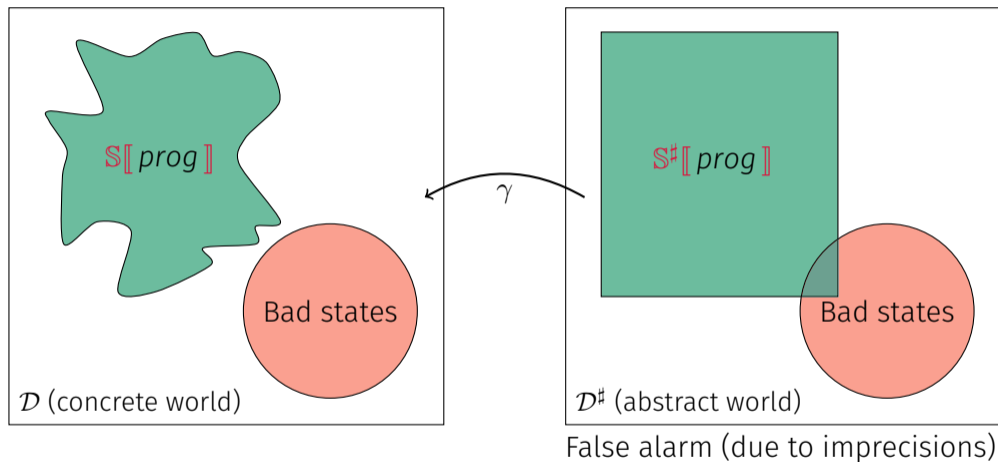 𝕊⟦ prog ⟧
Bad states
𝒟 (concrete world)
γ
𝕊♯⟦ prog ⟧
Bad states
𝒟♯ (abstract world)
False alarm (due to imprecisions)